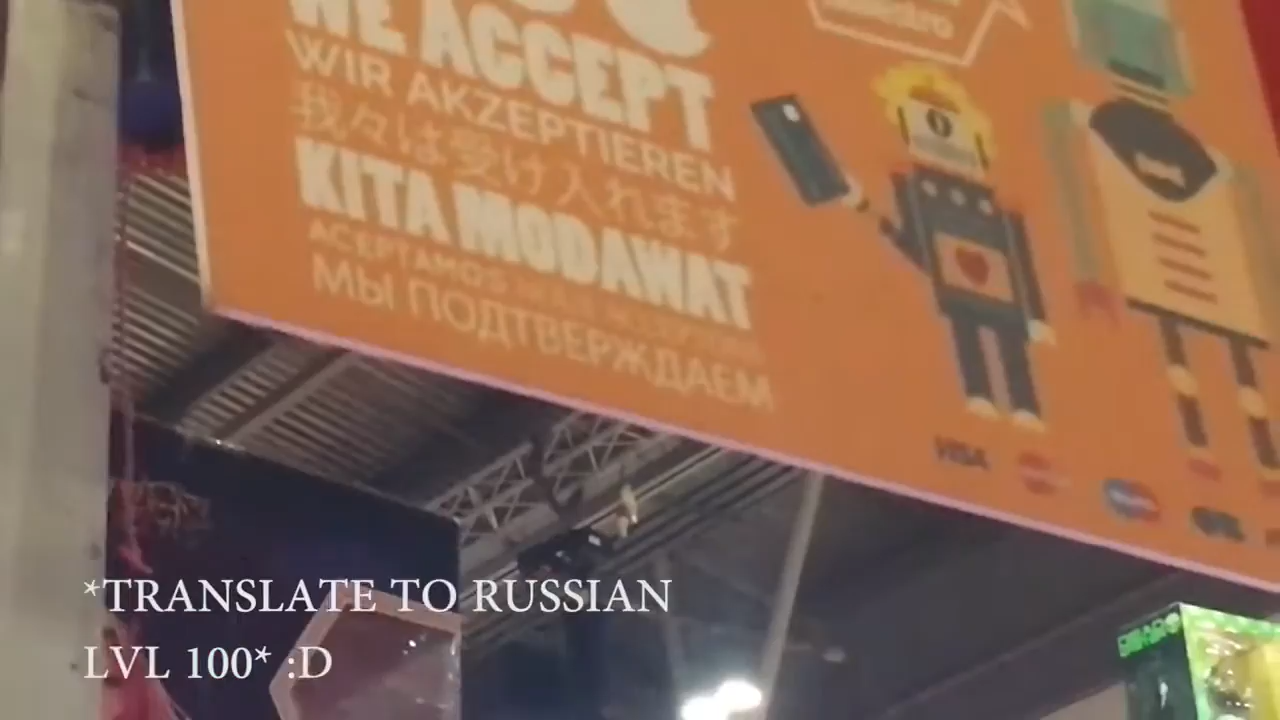 WE ACCEPT
WIR AKZEPTIEREN
我々は受け入れます
KITA MODAWAT
ACEPTAMOS
МЫ ПОДТВЕРЖДАЕМ
VISA
*TRANSLATE TO RUSSIAN
LVL 100* :D